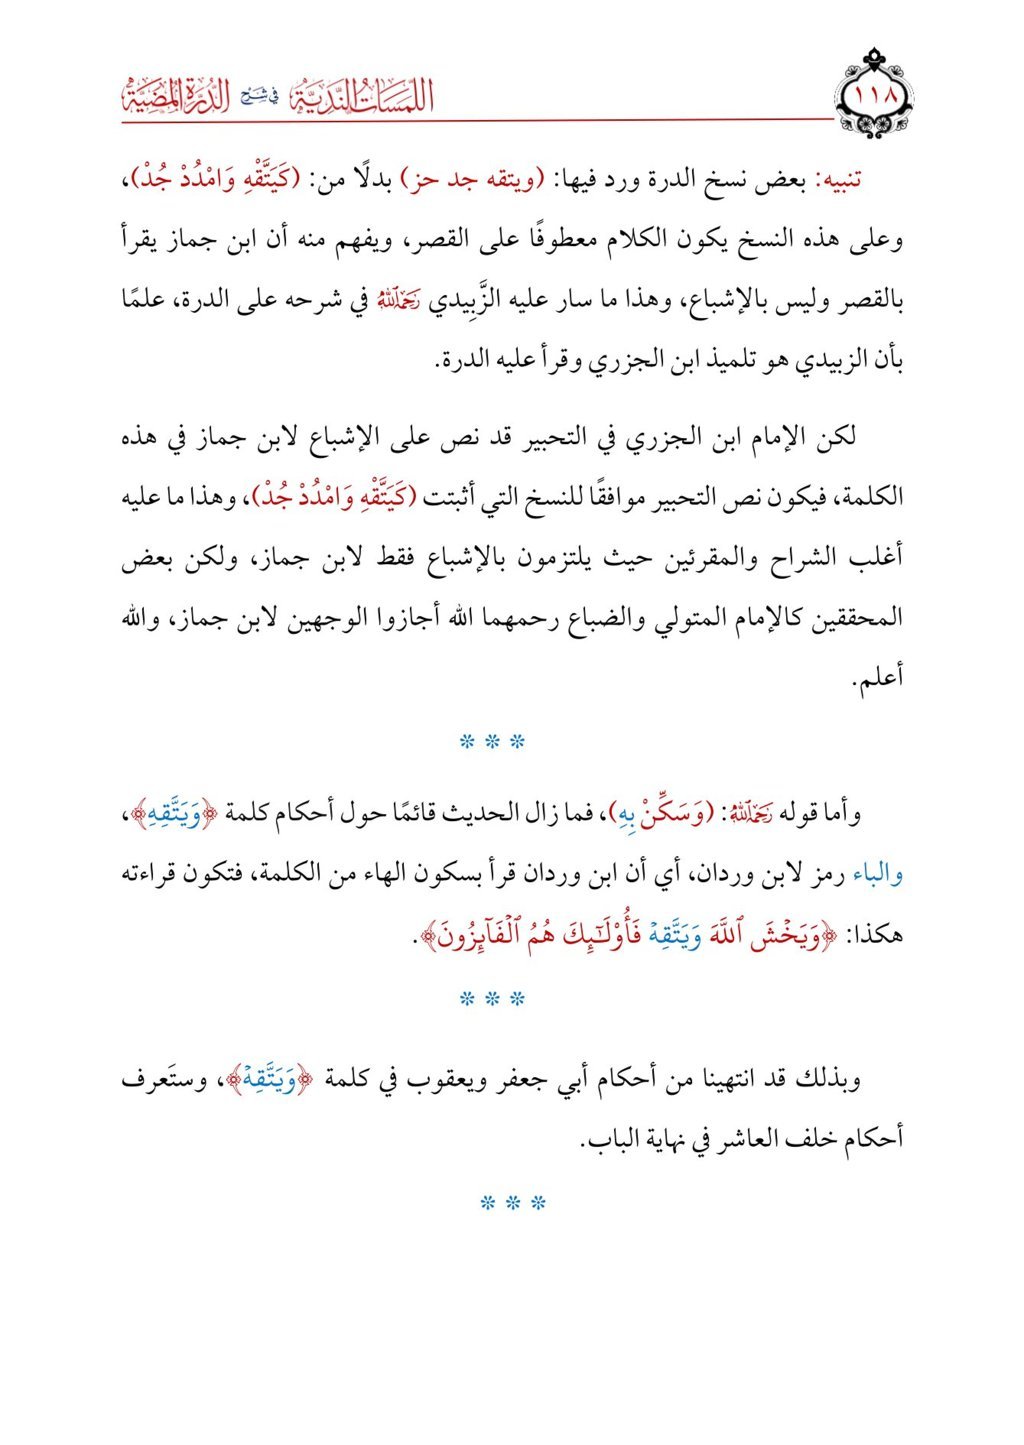 اللمسات الندية في شرح الدرة المضية
١١٨
تنبيه: بعض نسخ الدرة ورد فيها: (ويتقه جد حز) بدلًا من: (كَيَتَّقْهِ وَامْدُدْ جُدْ)،
وعلى هذه النسخ يكون الكلام معطوفًا على القصر، ويفهم منه أن ابن جماز يقرأ
بالقصر وليس بالإشباع، وهذا ما سار عليه الزَّبِيدي رَحِمَهُ ٱللَّهُ في شرحه على الدرة، علمًا
بأن الزبيدي هو تلميذ ابن الجزري وقرأ عليه الدرة.
لكن الإمام ابن الجزري في التحبير قد نص على الإشباع لابن جماز في هذه
الكلمة، فيكون نص التحبير موافقًا للنسخ التي أثبتت (كَيَتَّقْهِ وَامْدُدْ جُدْ)، وهذا ما عليه
أغلب الشراح والمقرئين حيث يلتزمون بالإشباع فقط لابن جماز، ولكن بعض
المحققين كالإمام المتولي والضباع رحمهما الله أجازوا الوجهين لابن جماز، والله
أعلم.
* * *
وأما قوله رَحِمَهُ ٱللَّهُ: (وَسَكِّنْ بِهِ)، فما زال الحديث قائمًا حول أحكام كلمة ﴿وَيَتَّقِهِ﴾،
والباء رمز لابن وردان، أي أن ابن وردان قرأ بسكون الهاء من الكلمة، فتكون قراءته
هكذا: ﴿وَيَخۡشَ ٱللَّهَ وَيَتَّقِهۡ فَأُوْلَـٰٓئِكَ هُمُ ٱلۡفَآئِزُونَ﴾.
* * *
وبذلك قد انتهينا من أحكام أبي جعفر ويعقوب في كلمة ﴿وَيَتَّقِهۡ﴾، وستَعرف
أحكام خلف العاشر في نهاية الباب.
* * *